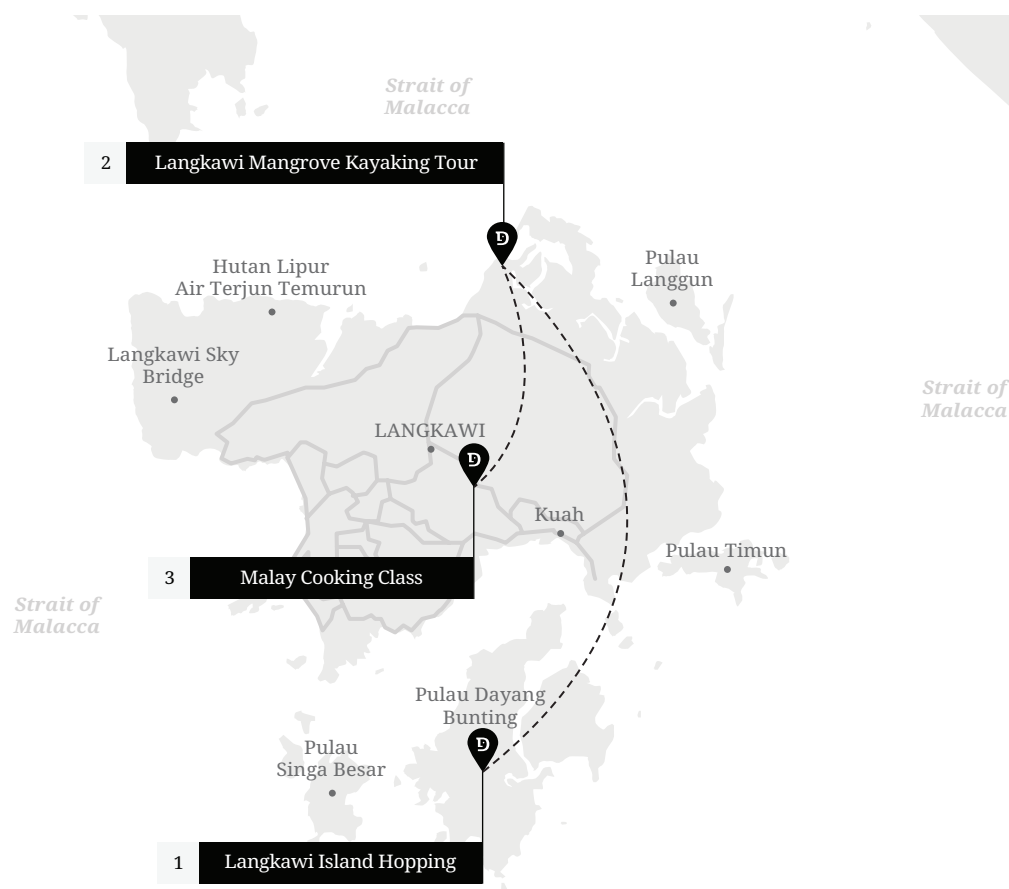 Strait of
Malacca
2
Langkawi Mangrove Kayaking Tour
Pulau
Langgun
Hutan Lipur
Air Terjun Temurun
Langkawi Sky
Bridge
Strait of
Malacca
LANGKAWI
Kuah
Pulau Timun
3
Malay Cooking Class
Strait of
Malacca
Pulau Dayang
Bunting
Pulau
Singa Besar
1
Langkawi Island Hopping